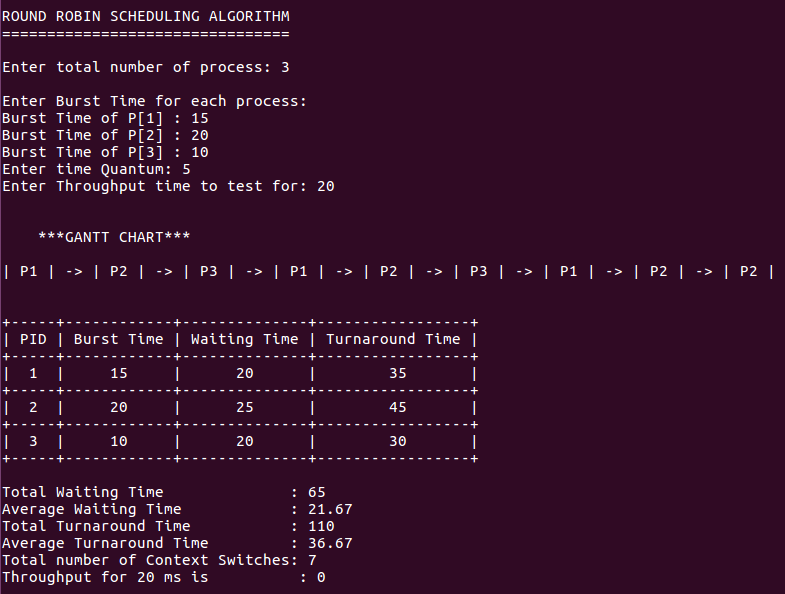 ROUND ROBIN SCHEDULING ALGORITHM
================================
Enter total number of process: 3
Enter Burst Time for each process:
Burst Time of P[1] : 15
Burst Time of P[2] : 20
Burst Time of P[3] : 10
Enter time Quantum: 5
Enter Throughput time to test for: 20
***GANTT CHART***
| P1 | -> | P2 | -> | P3 | -> | P1 | -> | P2 | -> | P3 | -> | P1 | -> | P2 | -> | P2 |
+-----+------------+--------------+-----------------+
| PID | Burst Time | Waiting Time | Turnaround Time |
+-----+------------+--------------+-----------------+
|  1  |     15     |      20      |        35       |
+-----+------------+--------------+-----------------+
|  2  |     20     |      25      |        45       |
+-----+------------+--------------+-----------------+
|  3  |     10     |      20      |        30       |
+-----+------------+--------------+-----------------+
Total Waiting Time              : 65
Average Waiting Time            : 21.67
Total Turnaround Time           : 110
Average Turnaround Time         : 36.67
Total number of Context Switches: 7
Throughput for 20 ms is          : 0